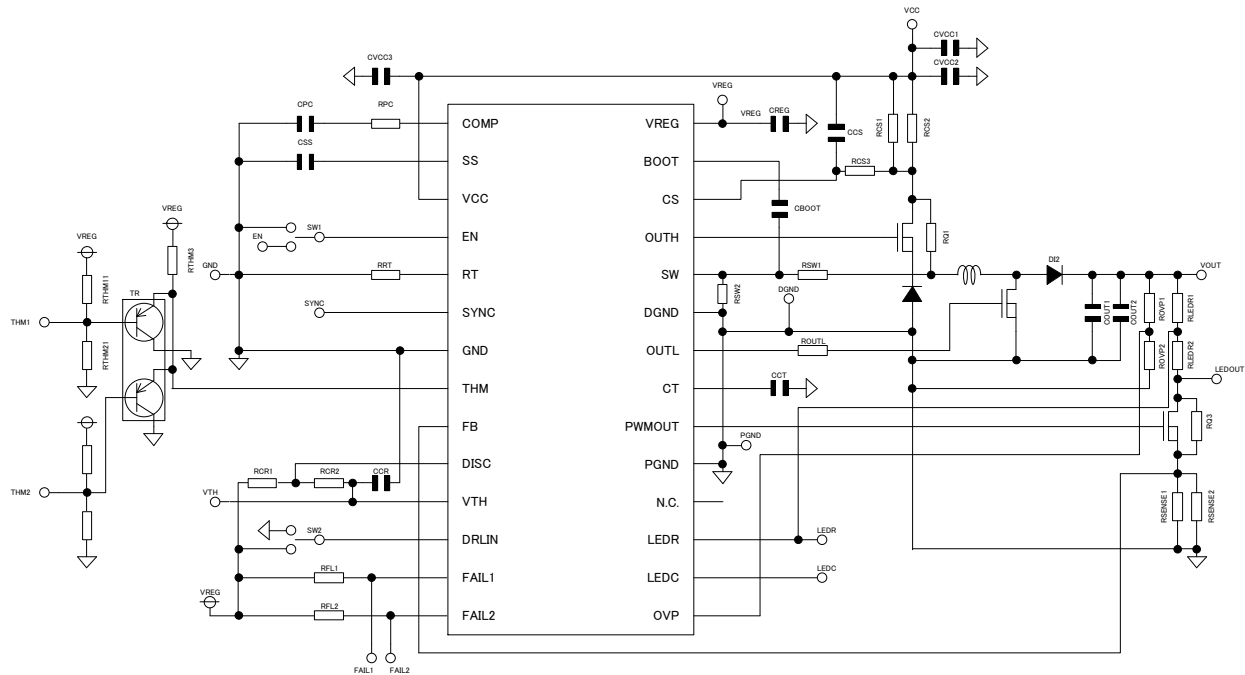 VCC
CVCC1
CVCC3
CVCC2
VREG
CPC
RPC
COMP
VREG
VREG
CREG
CCS
RCS1
RCS2
CSS
SS
BOOT
RCS3
VCC
CS
CBOOT
VREG
VREG
RTHM3
EN
SW1
EN
OUTH
RQ1
GND
RRT
RT
SW
RSW1
RSW2
DGND
DI2
VOUT
RTHM11
TR
COUT1
COUT2
ROVP1
RLEDR1
THM1
SYNC
SYNC
DGND
RTHM21
GND
OUTL
ROUTL
ROVP2
RLEDR2
LEDOUT
THM
CT
CCT
FB
PWMOUT
RQ3
PGND
DISC
PGND
RCR1
RCR2
CCR
THM2
VTH
VTH
N.C.
RSENSE1
RSENSE2
SW2
DRLIN
LEDR
LEDR
RFL1
FAIL1
LEDC
LEDC
VREG
RFL2
FAIL2
OVP
FAIL1
FAIL2